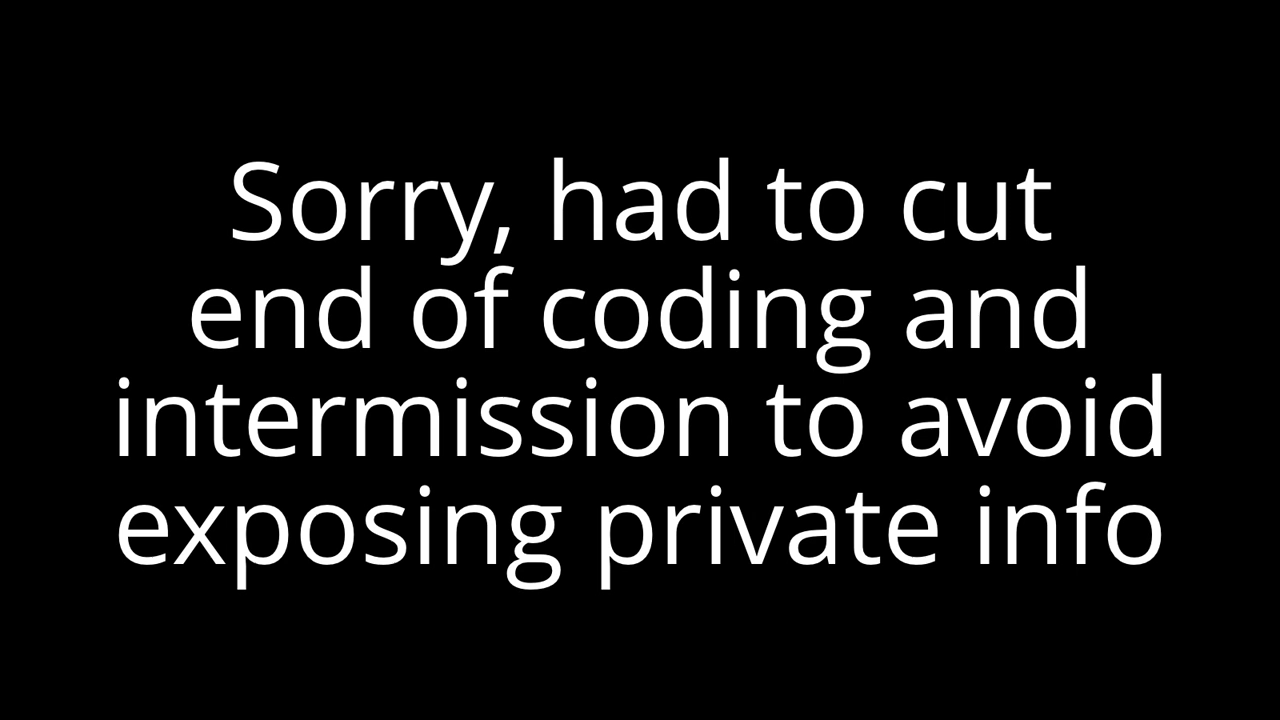 Sorry, had to cut
end of coding and
intermission to avoid
exposing private info